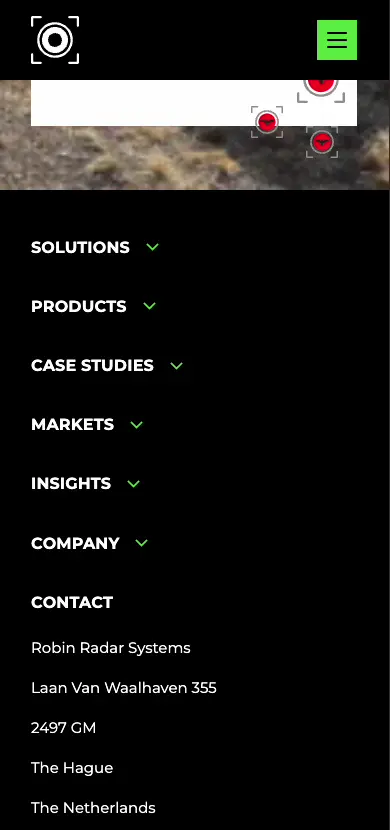 SOLUTIONS
PRODUCTS
CASE STUDIES
MARKETS
INSIGHTS
COMPANY
CONTACT
Robin Radar Systems
Laan Van Waalhaven 355
2497 GM
The Hague
The Netherlands